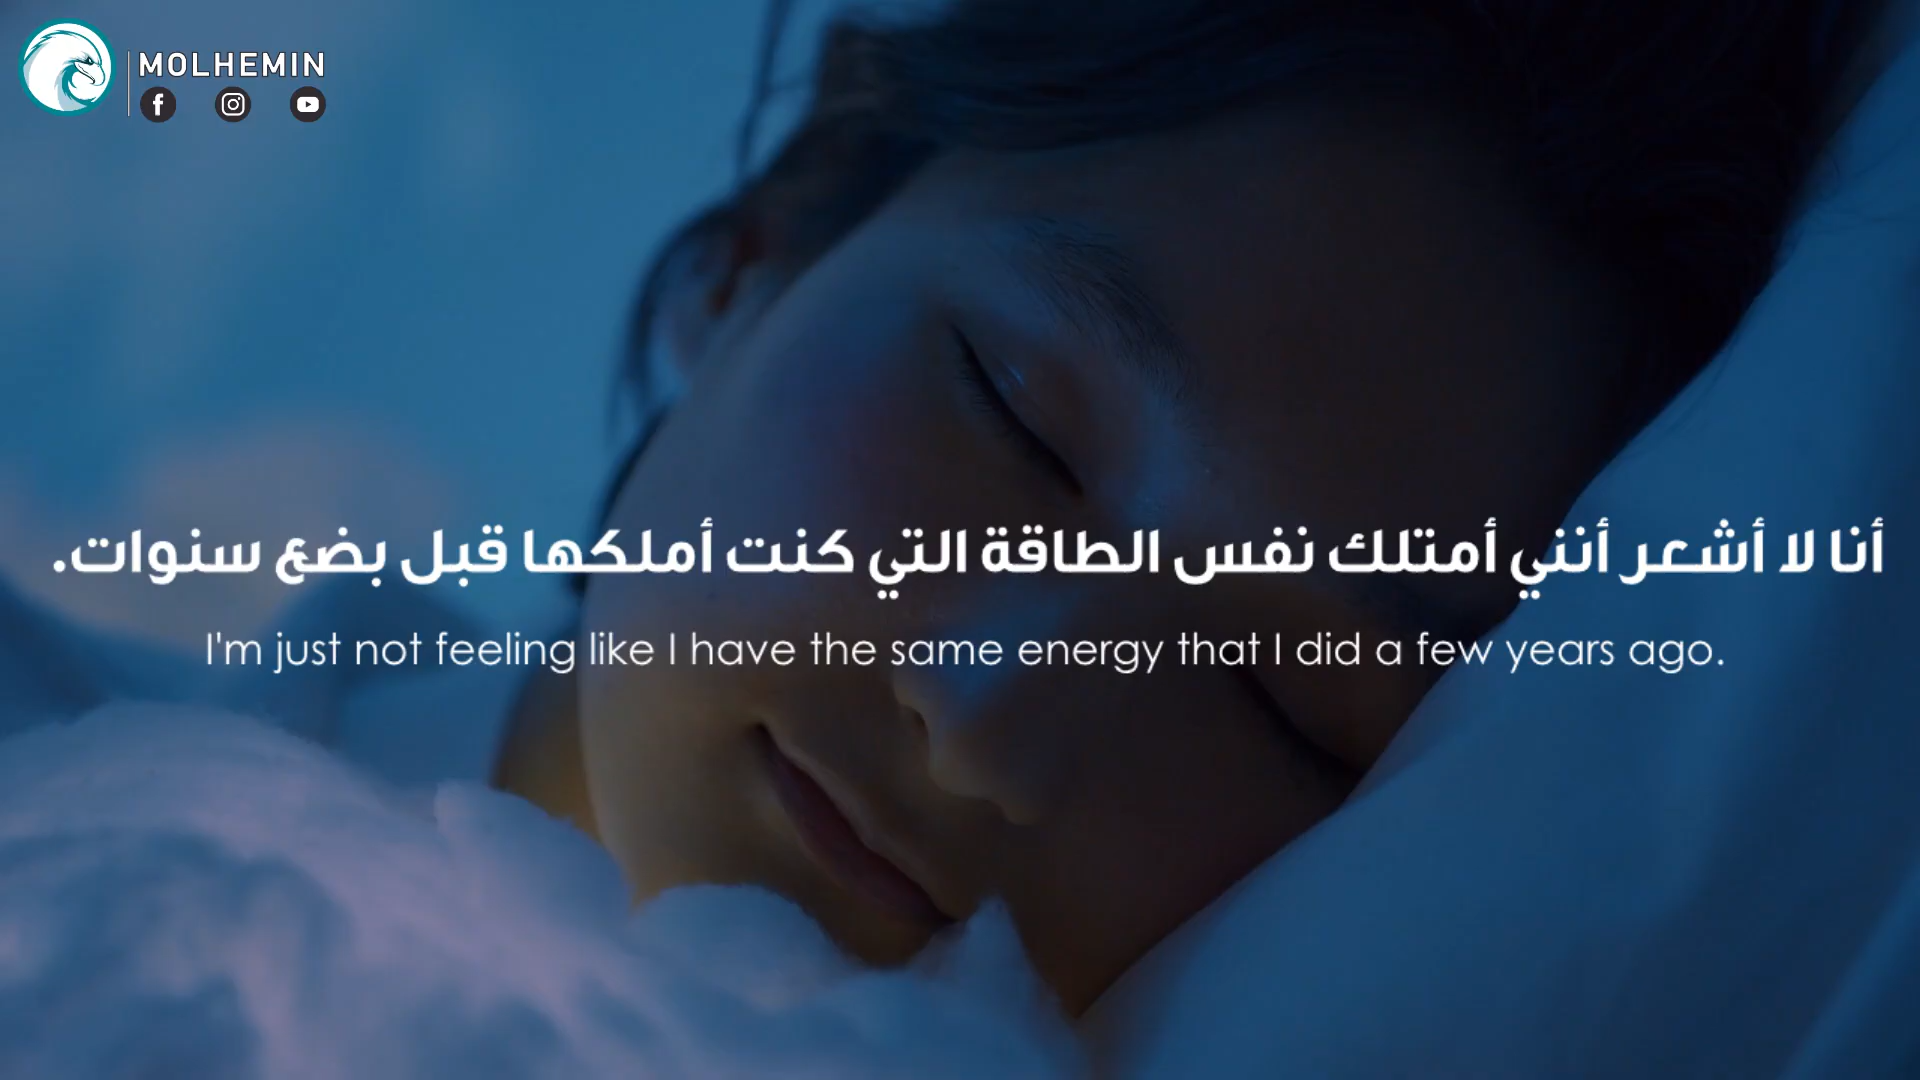 MOLHEMIN
أنا لا أشعر أنني أمتلك نفس الطاقة التي كنت أملكها قبل بضع سنوات.
I'm just not feeling like I have the same energy that I did a few years ago.